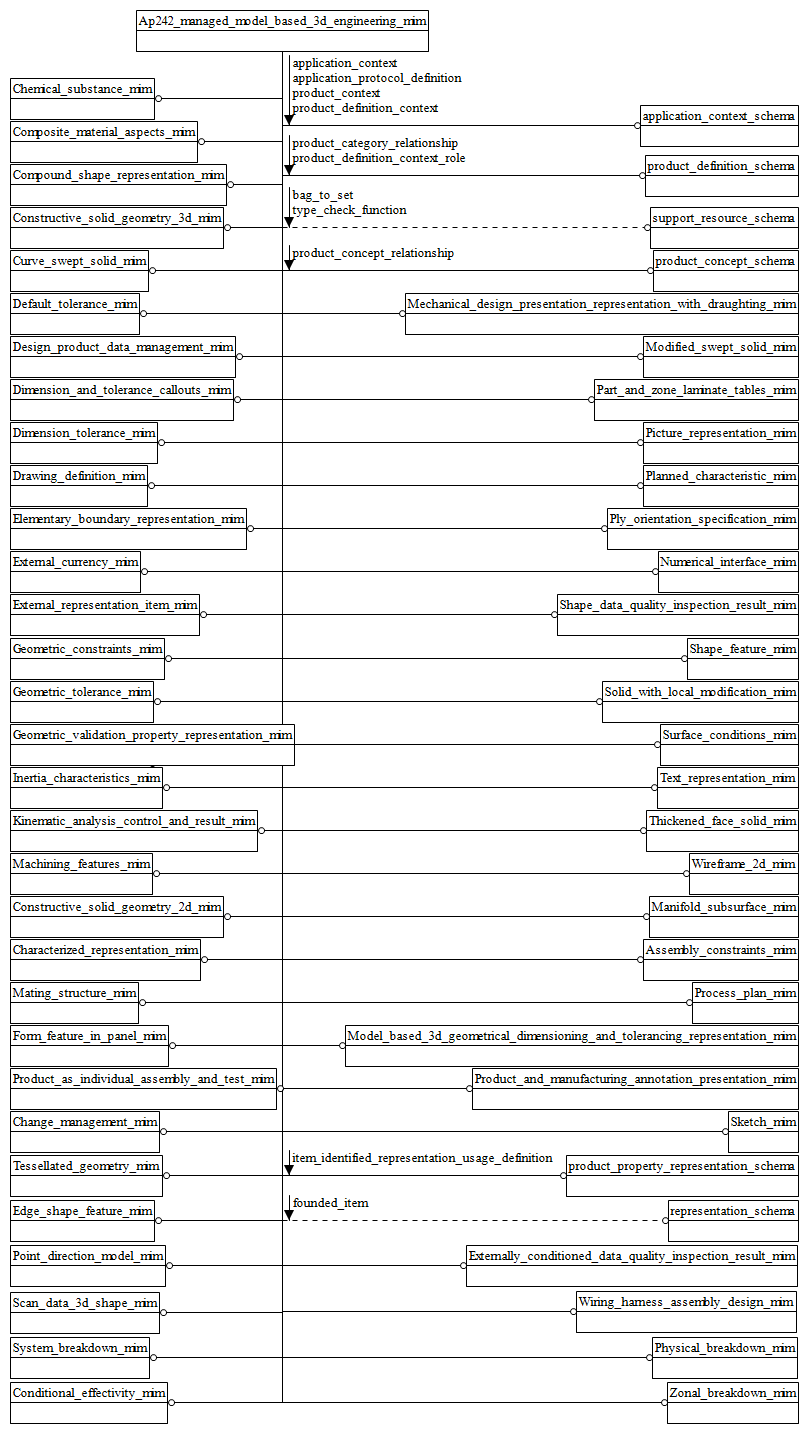 Ap242_managed_model_based_3d_engineering_mim
application_context
application_protocol_definition
product_context
product_definition_context
Chemical_substance_mim
application_context_schema
Composite_material_aspects_mim
product_category_relationship
product_definition_context_role
product_definition_schema
Compound_shape_representation_mim
bag_to_set
type_check_function
Constructive_solid_geometry_3d_mim
support_resource_schema
product_concept_relationship
Curve_swept_solid_mim
product_concept_schema
Default_tolerance_mim
Mechanical_design_presentation_representation_with_draughting_mim
Design_product_data_management_mim
Modified_swept_solid_mim
Dimension_and_tolerance_callouts_mim
Part_and_zone_laminate_tables_mim
Dimension_tolerance_mim
Picture_representation_mim
Drawing_definition_mim
Planned_characteristic_mim
Elementary_boundary_representation_mim
Ply_orientation_specification_mim
External_currency_mim
Numerical_interface_mim
External_representation_item_mim
Shape_data_quality_inspection_result_mim
Geometric_constraints_mim
Shape_feature_mim
Geometric_tolerance_mim
Solid_with_local_modification_mim
Geometric_validation_property_representation_mim
Surface_conditions_mim
Inertia_characteristics_mim
Text_representation_mim
Kinematic_analysis_control_and_result_mim
Thickened_face_solid_mim
Machining_features_mim
Wireframe_2d_mim
Constructive_solid_geometry_2d_mim
Manifold_subsurface_mim
Characterized_representation_mim
Assembly_constraints_mim
Mating_structure_mim
Process_plan_mim
Form_feature_in_panel_mim
Model_based_3d_geometrical_dimensioning_and_tolerancing_representation_mim
Product_as_individual_assembly_and_test_mim
Product_and_manufacturing_annotation_presentation_mim
Change_management_mim
Sketch_mim
item_identified_representation_usage_definition
Tessellated_geometry_mim
product_property_representation_schema
founded_item
Edge_shape_feature_mim
representation_schema
Point_direction_model_mim
Externally_conditioned_data_quality_inspection_result_mim
Scan_data_3d_shape_mim
Wiring_harness_assembly_design_mim
System_breakdown_mim
Physical_breakdown_mim
Conditional_effectivity_mim
Zonal_breakdown_mim